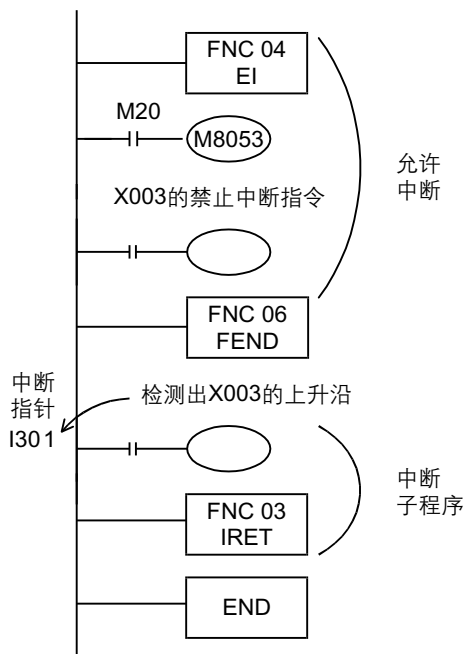 FNC 04
EI
M20
M8053
允许
中断
X003的禁止中断指令
FNC 06
FEND
中断
指针
I301
检测出X003的上升沿
中断
子程序
FNC 03
IRET
END